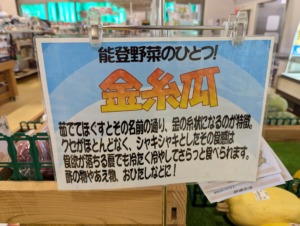 能登野菜のひとつ！
金糸瓜
茹でてほぐすとその名前の通り、金の糸状になるのが特徴。
クセがほとんどなく、シャキシャキとしたその食感は
食欲が落ちる夏でも冷たく冷やしてさらっと食べられます。
酢の物やあえ物、おひたしなどに！